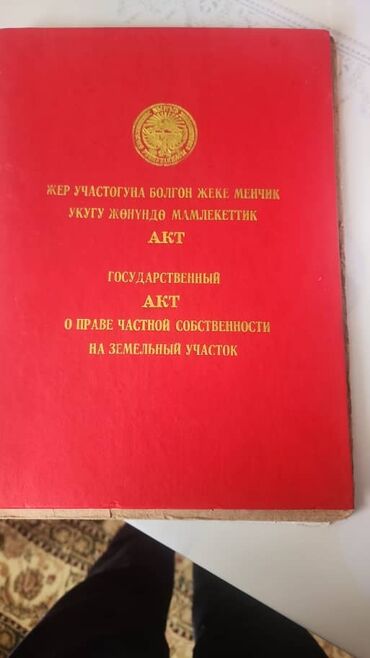 ЖЕР УЧАСТОГУНА БОЛГОН ЖЕКЕ МЕНЧИК
УКУГУ ЖӨНҮНДӨ МАМЛЕКЕТТИК
АКТ
ГОСУДАРСТВЕННЫЙ
АКТ
О ПРАВЕ ЧАСТНОЙ СОБСТВЕННОСТИ
НА ЗЕМЕЛЬНЫЙ УЧАСТОК